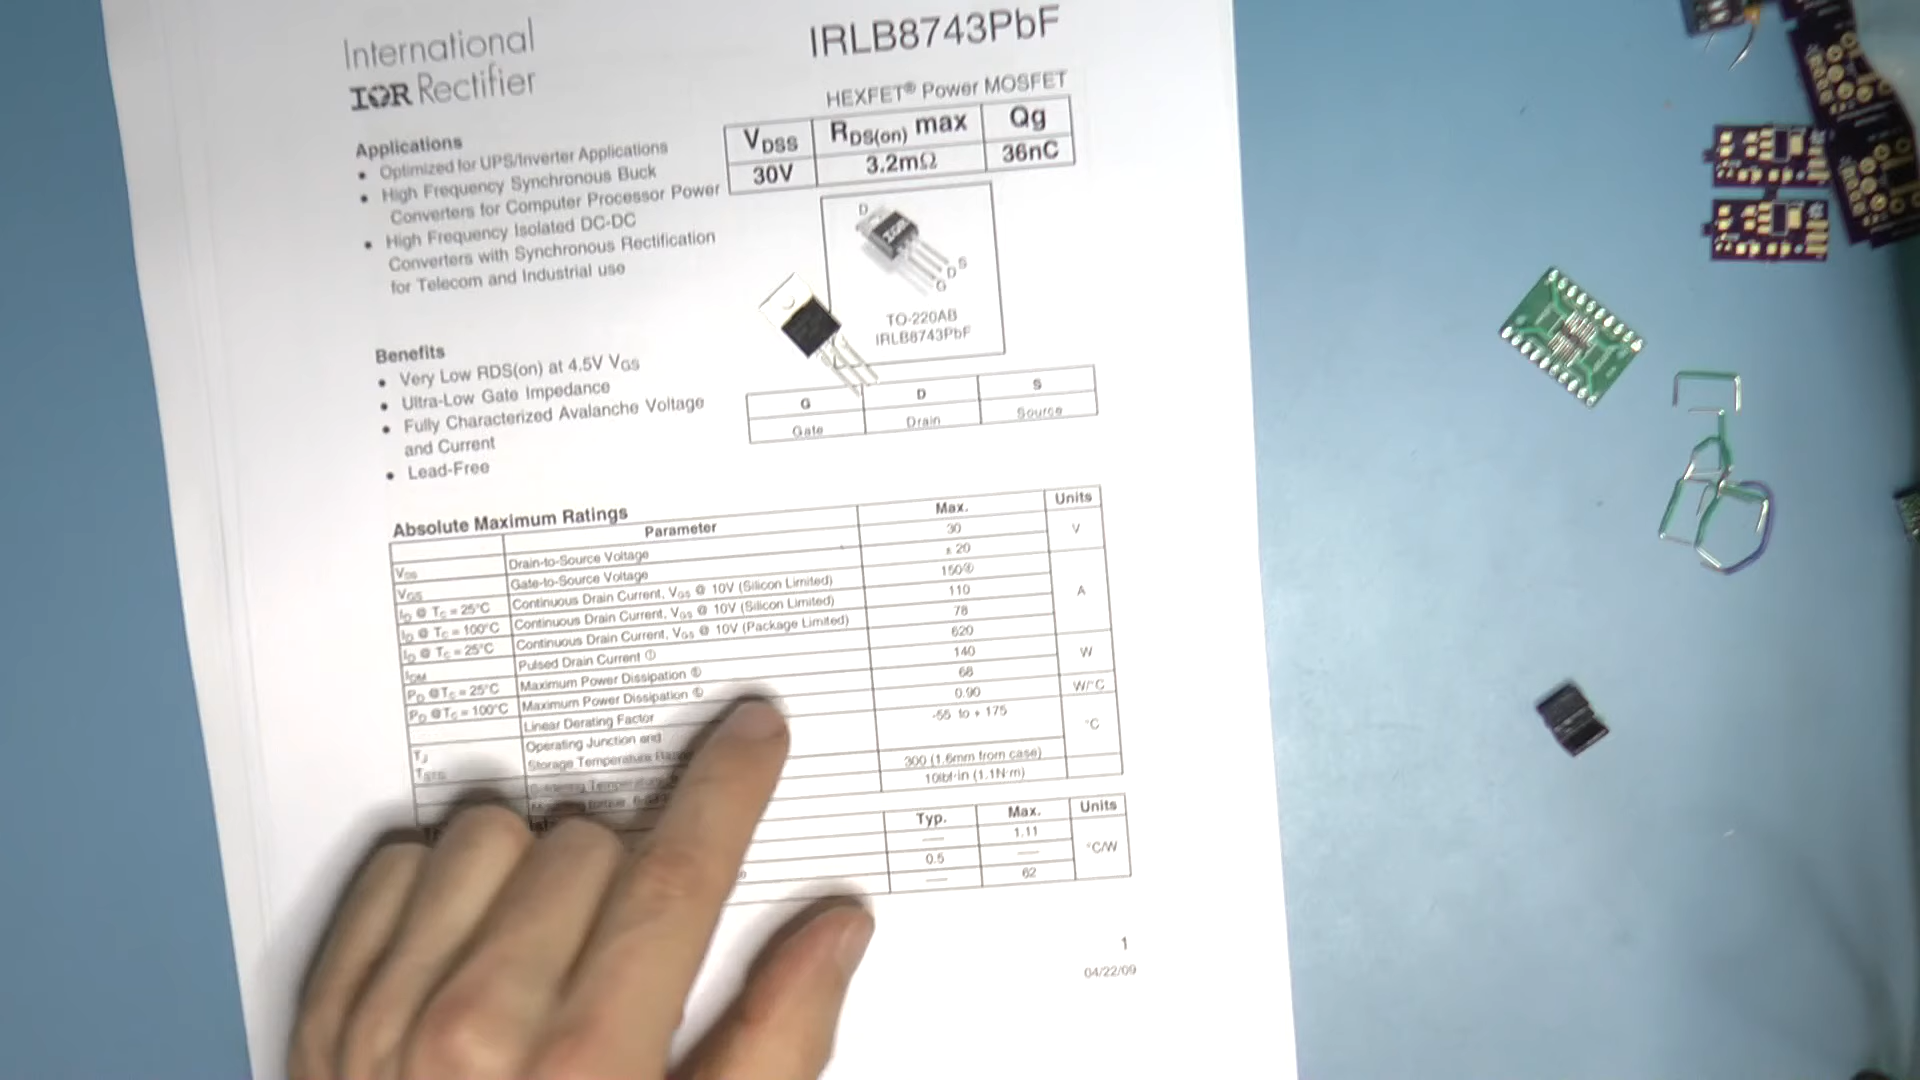 International
IOR Rectifier
IRLB8743PbF
HEXFET® Power MOSFET
VDSS RDS(on) max Qg
30V 3.2mΩ 36nC
Applications
• Optimized for UPS/Inverter Applications
• High Frequency Synchronous Buck
Converters for Computer Processor Power
• High Frequency Isolated DC-DC
Converters with Synchronous Rectification
for Telecom and Industrial use
D
IOR
S
D
G
TO-220AB
IRLB8743PbF
Benefits
• Very Low RDS(on) at 4.5V VGS
• Ultra-Low Gate Impedance
• Fully Characterized Avalanche Voltage
and Current
• Lead-Free
G D S
Gate Drain Source
Absolute Maximum Ratings
Parameter Max. Units
VDS Drain-to-Source Voltage 30 V
VGS Gate-to-Source Voltage ± 20
ID @ TC = 25°C Continuous Drain Current, VGS @ 10V (Silicon Limited) 150④ A
ID @ TC = 100°C Continuous Drain Current, VGS @ 10V (Silicon Limited) 110
ID @ TC = 25°C Continuous Drain Current, VGS @ 10V (Package Limited) 78
IDM Pulsed Drain Current ① 620
PD @TC = 25°C Maximum Power Dissipation ⑤ 140 W
PD @TC = 100°C Maximum Power Dissipation ⑤ 68
Linear Derating Factor 0.90 W/°C
TJ Operating Junction and -55 to + 175 °C
TSTG Storage Temperature
Soldering 300 (1.6mm from case)
10lbf·in (1.1N·m)
Typ. Max. Units
— 1.11 °C/W
0.5 —
— 62
1
04/22/09